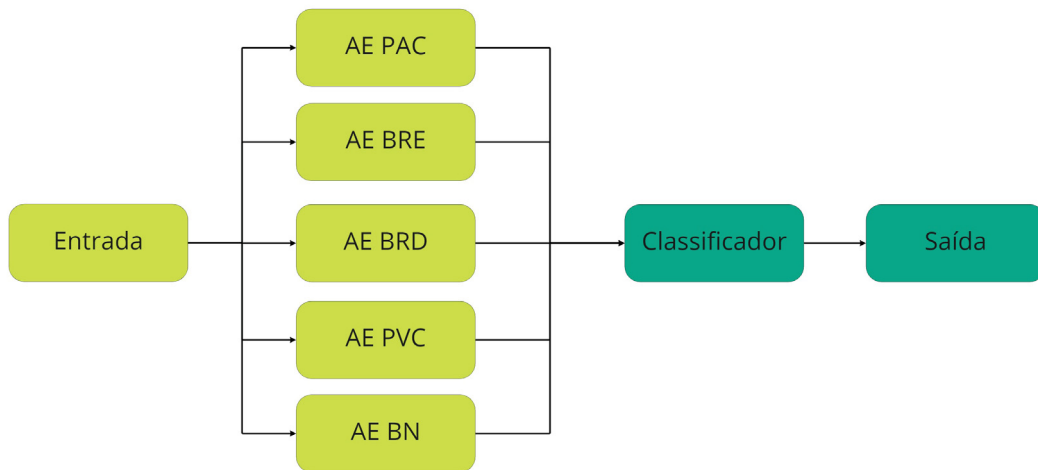 AE PAC
AE BRE
Entrada
AE BRD
Classificador
Saída
AE PVC
AE BN